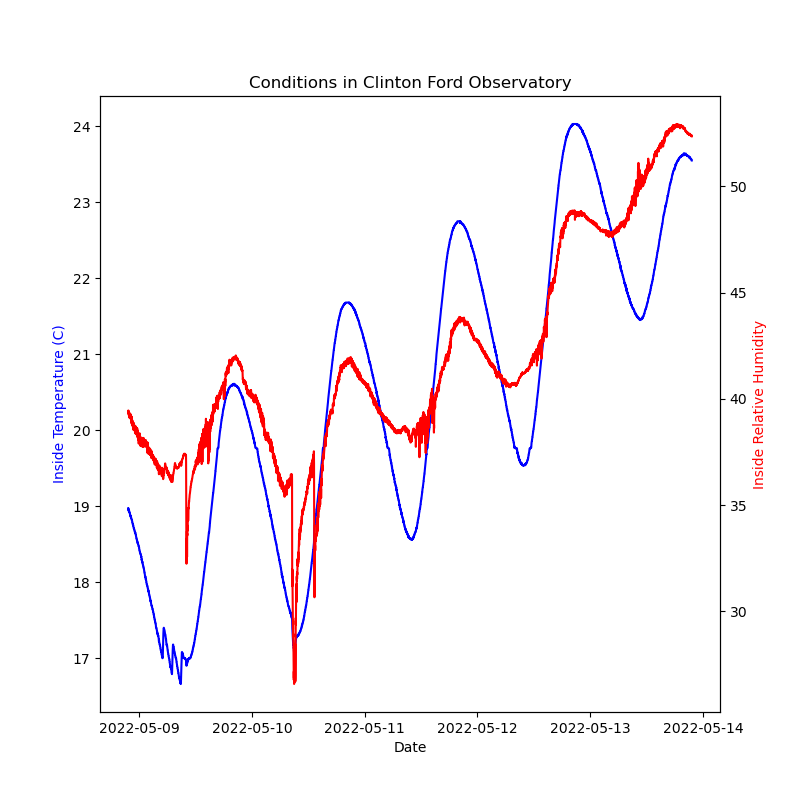 Conditions in Clinton Ford Observatory
24
23
22
21
20
19
18
17
Inside Temperature (C)
50
45
40
35
30
Inside Relative Humidity
2022-05-09 2022-05-10 2022-05-11 2022-05-12 2022-05-13 2022-05-14
Date